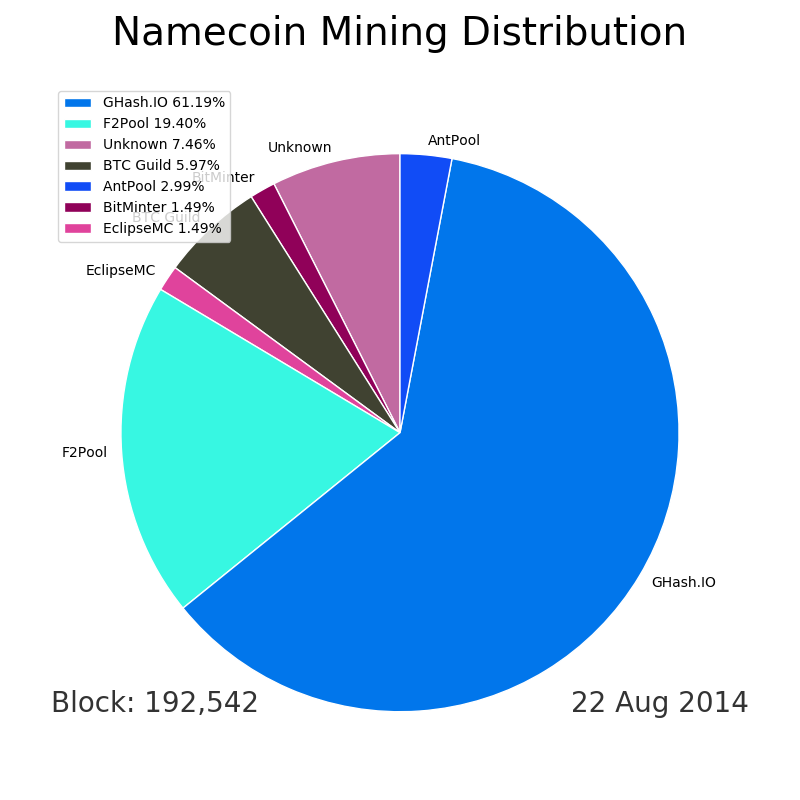 Namecoin Mining Distribution
GHash.IO 61.19%
F2Pool 19.40%
Unknown 7.46%
BTC Guild 5.97%
AntPool 2.99%
BitMinter 1.49%
EclipseMC 1.49%
AntPool
Unknown
BitMinter
BTC Guild
EclipseMC
F2Pool
GHash.IO
Block: 192,542
22 Aug 2014